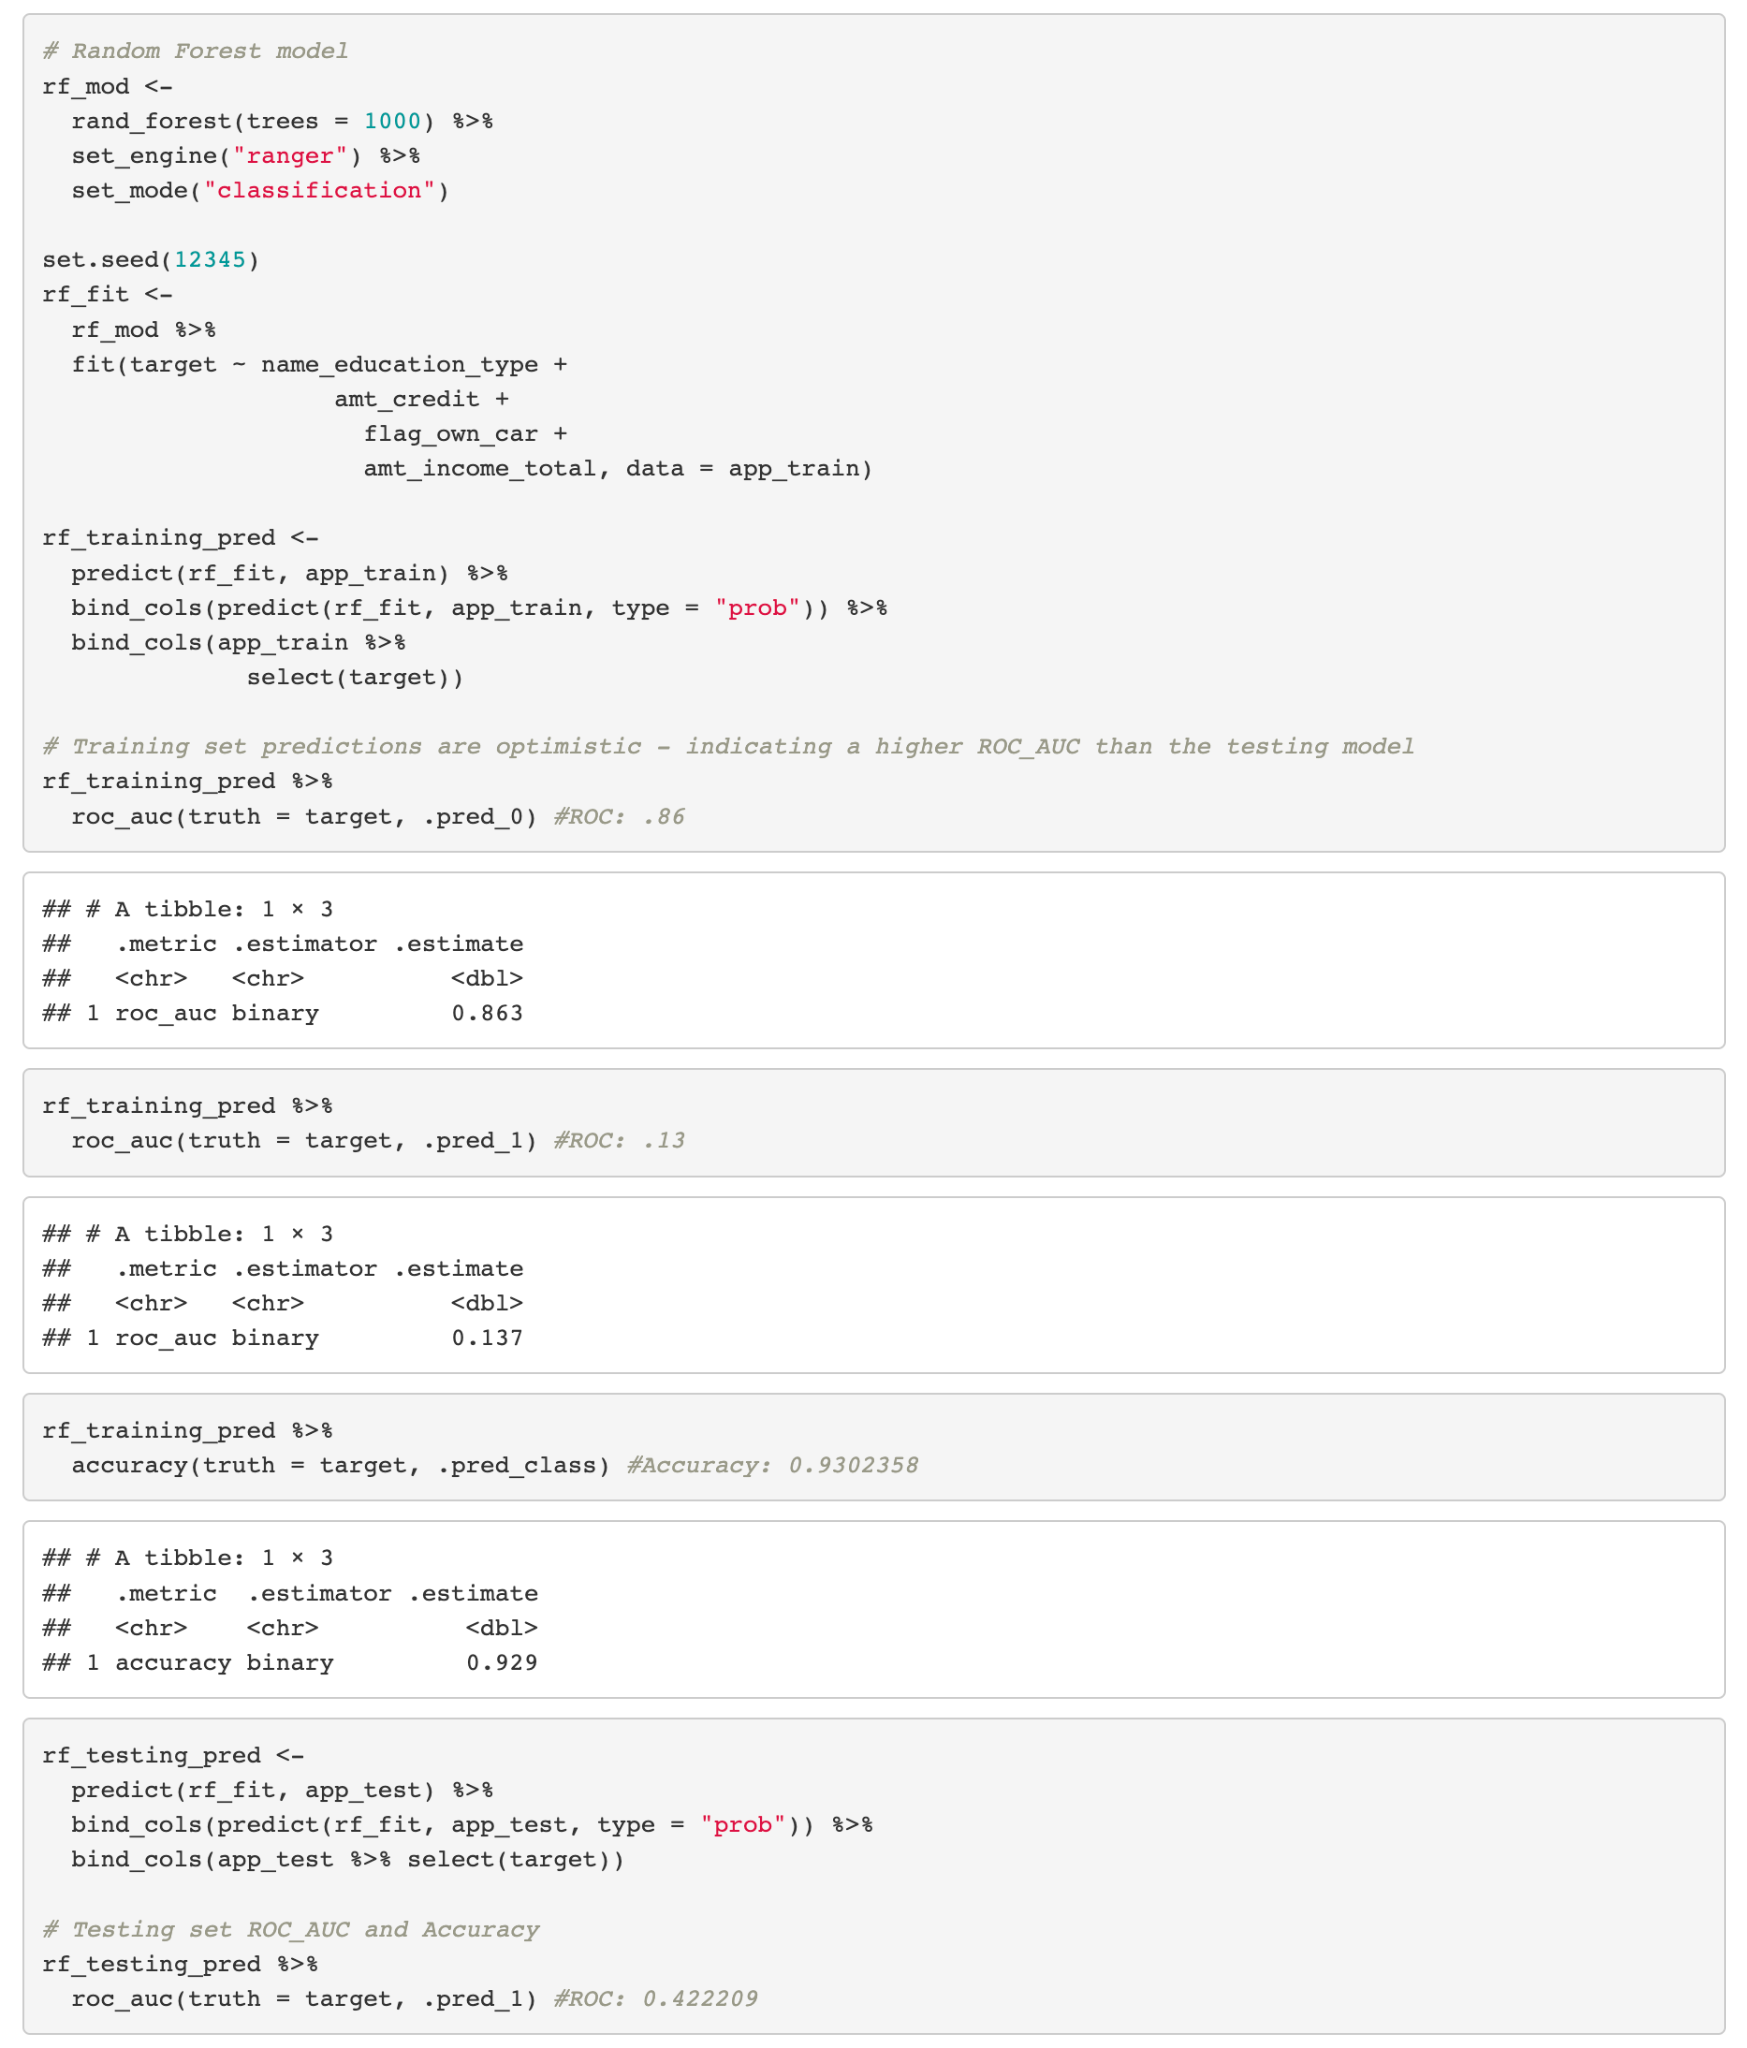 # Random Forest model
rf_mod <-
  rand_forest(trees = 1000) %>%
  set_engine("ranger") %>%
  set_mode("classification")

set.seed(12345)
rf_fit <-
  rf_mod %>%
  fit(target ~ name_education_type +
                    amt_credit +
                      flag_own_car +
                      amt_income_total, data = app_train)

rf_training_pred <-
  predict(rf_fit, app_train) %>%
  bind_cols(predict(rf_fit, app_train, type = "prob")) %>%
  bind_cols(app_train %>%
              select(target))

# Training set predictions are optimistic - indicating a higher ROC_AUC than the testing model
rf_training_pred %>%
  roc_auc(truth = target, .pred_0) #ROC: .86

## # A tibble: 1 × 3
##   .metric .estimator .estimate
##   <chr>   <chr>          <dbl>
## 1 roc_auc binary         0.863

rf_training_pred %>%
  roc_auc(truth = target, .pred_1) #ROC: .13

## # A tibble: 1 × 3
##   .metric .estimator .estimate
##   <chr>   <chr>          <dbl>
## 1 roc_auc binary         0.137

rf_training_pred %>%
  accuracy(truth = target, .pred_class) #Accuracy: 0.9302358

## # A tibble: 1 × 3
##   .metric  .estimator .estimate
##   <chr>    <chr>          <dbl>
## 1 accuracy binary         0.929

rf_testing_pred <-
  predict(rf_fit, app_test) %>%
  bind_cols(predict(rf_fit, app_test, type = "prob")) %>%
  bind_cols(app_test %>% select(target))

# Testing set ROC_AUC and Accuracy
rf_testing_pred %>%
  roc_auc(truth = target, .pred_1) #ROC: 0.422209